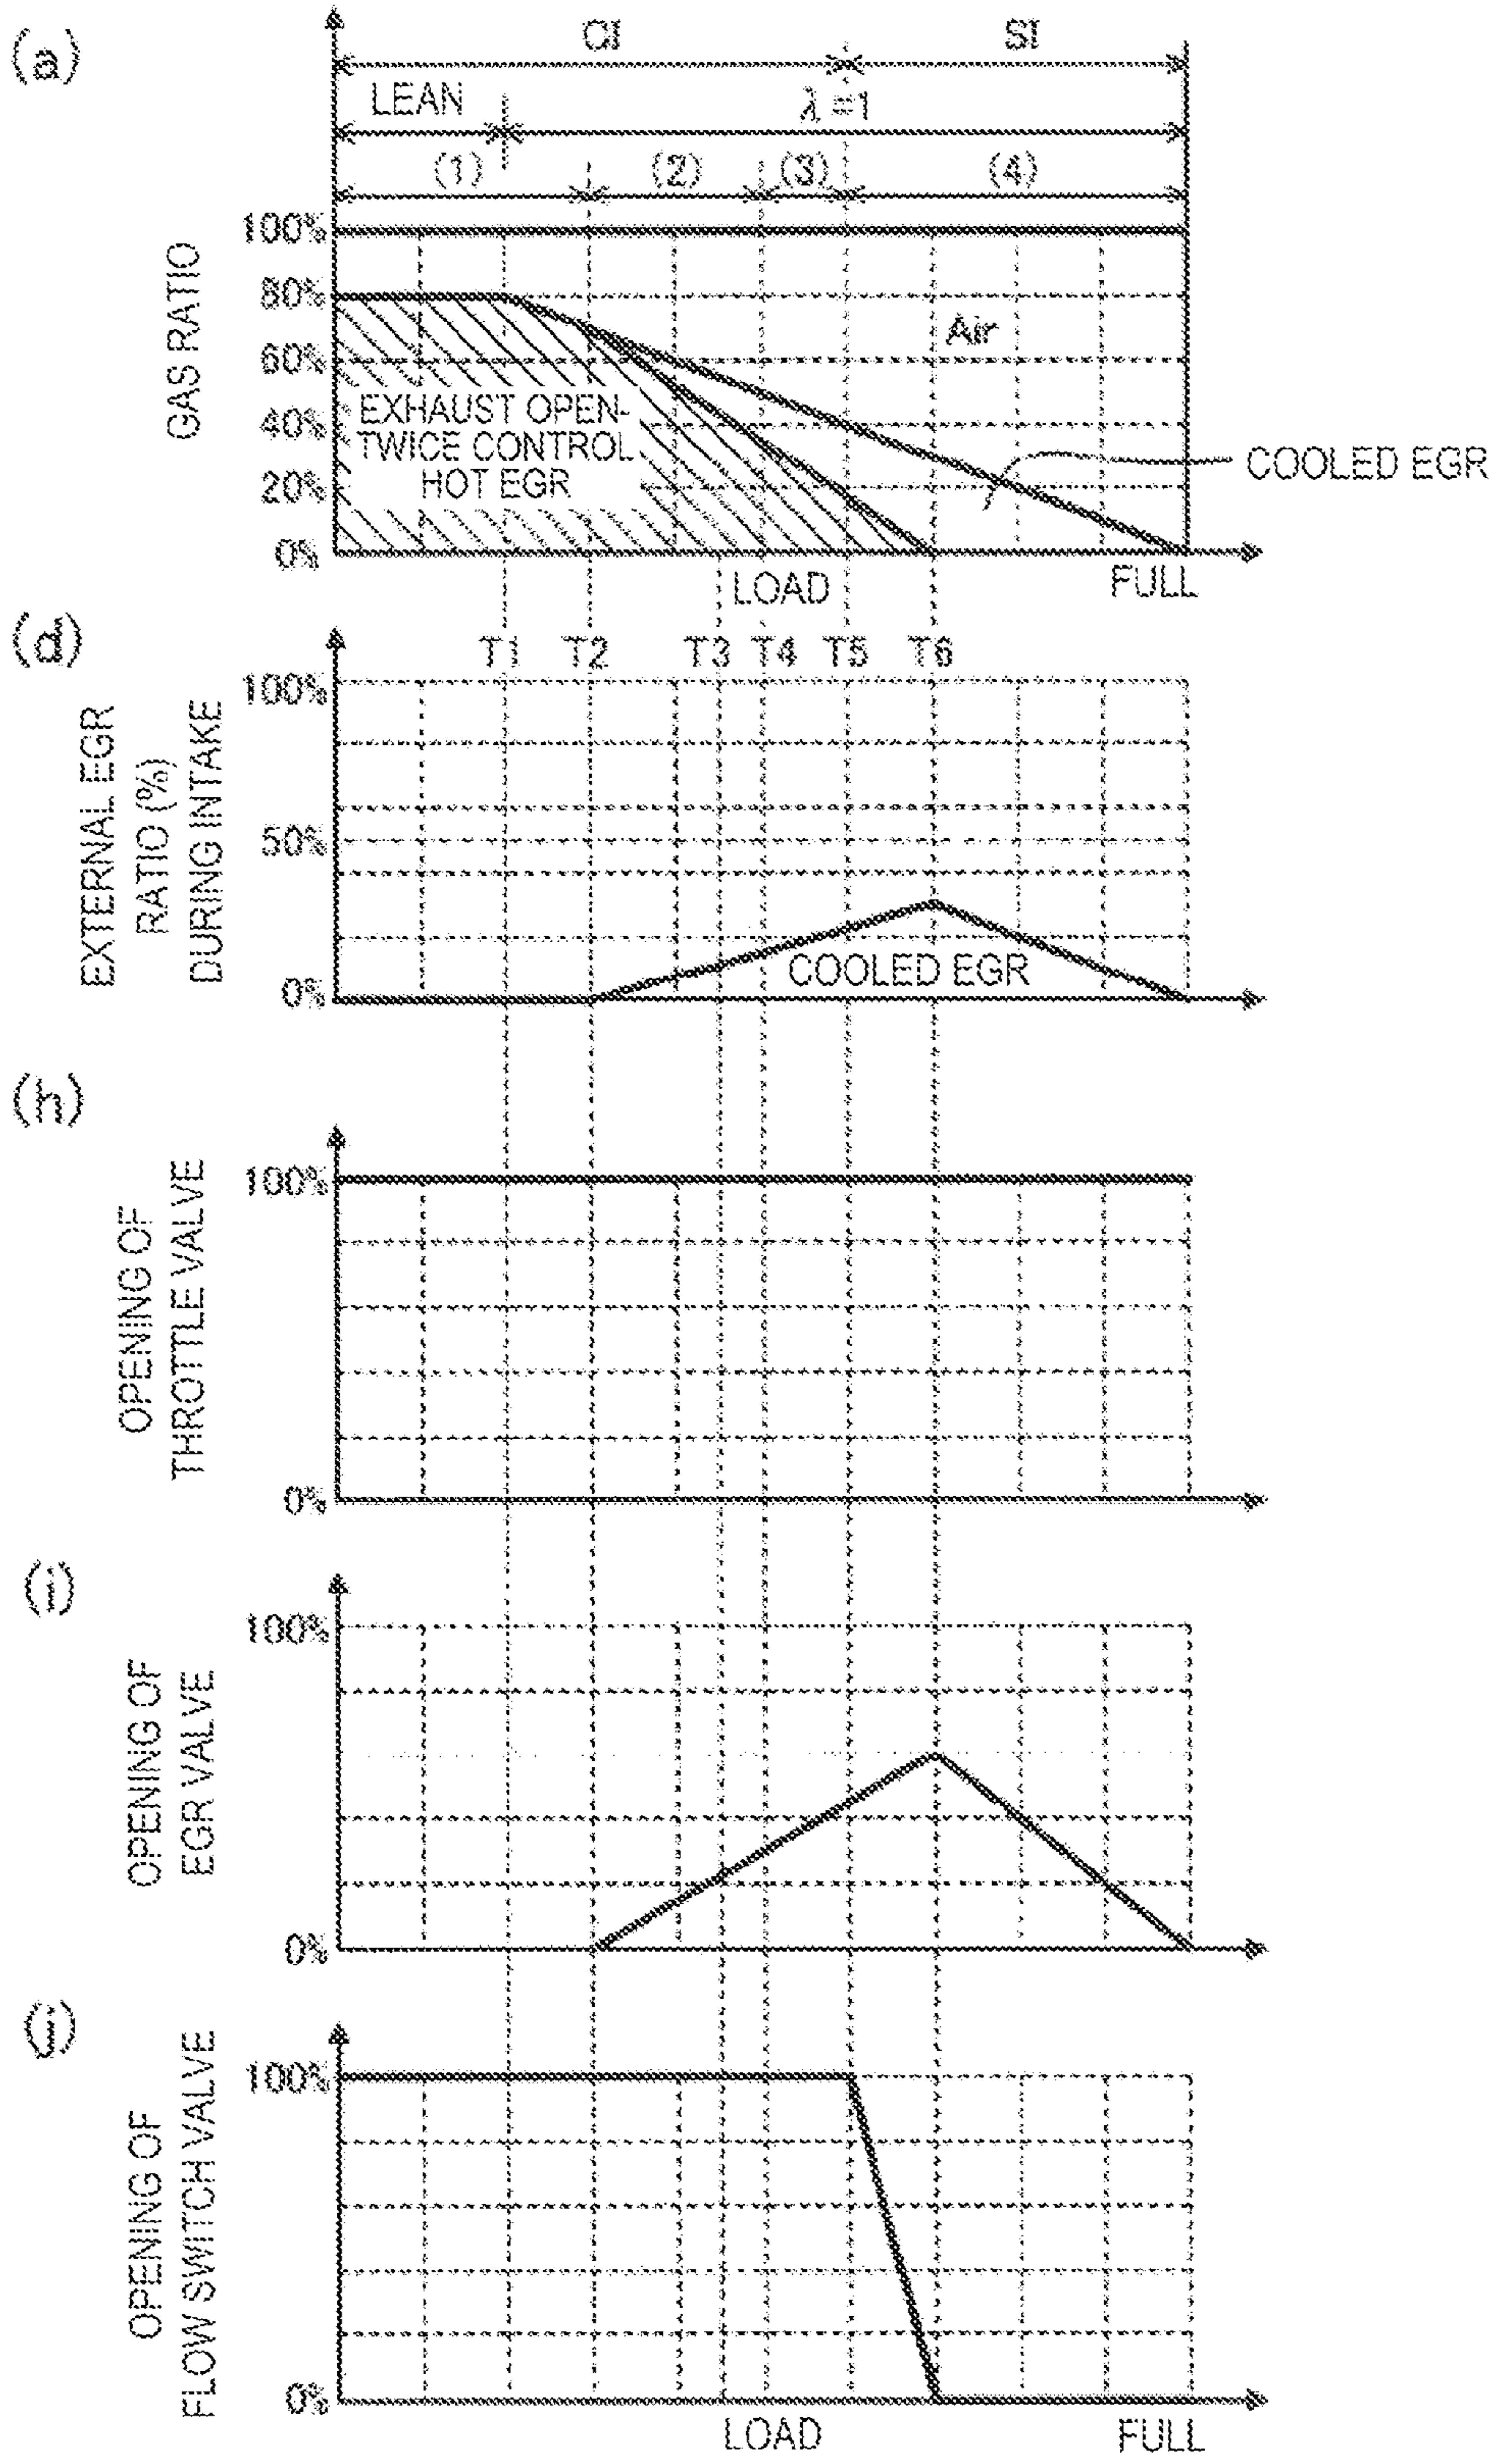 (a)
CI
SI
LEAN
λ=1
(1)
(2)
(3)
(4)
GAS RATIO
100%
80%
60%
40%
20%
0%
Air
EXHAUST OPEN-
TWICE CONTROL
HOT EGR
COOLED EGR
LOAD
FULL
T1
T2
T3
T4
T5
T6
(d)
EXTERNAL EGR
RATIO (%)
DURING INTAKE
100%
50%
0%
COOLED EGR
(h)
OPENING OF
THROTTLE VALVE
100%
0%
(i)
OPENING OF
EGR VALVE
100%
0%
(j)
OPENING OF
FLOW SWITCH VALVE
100%
0%
LOAD
FULL